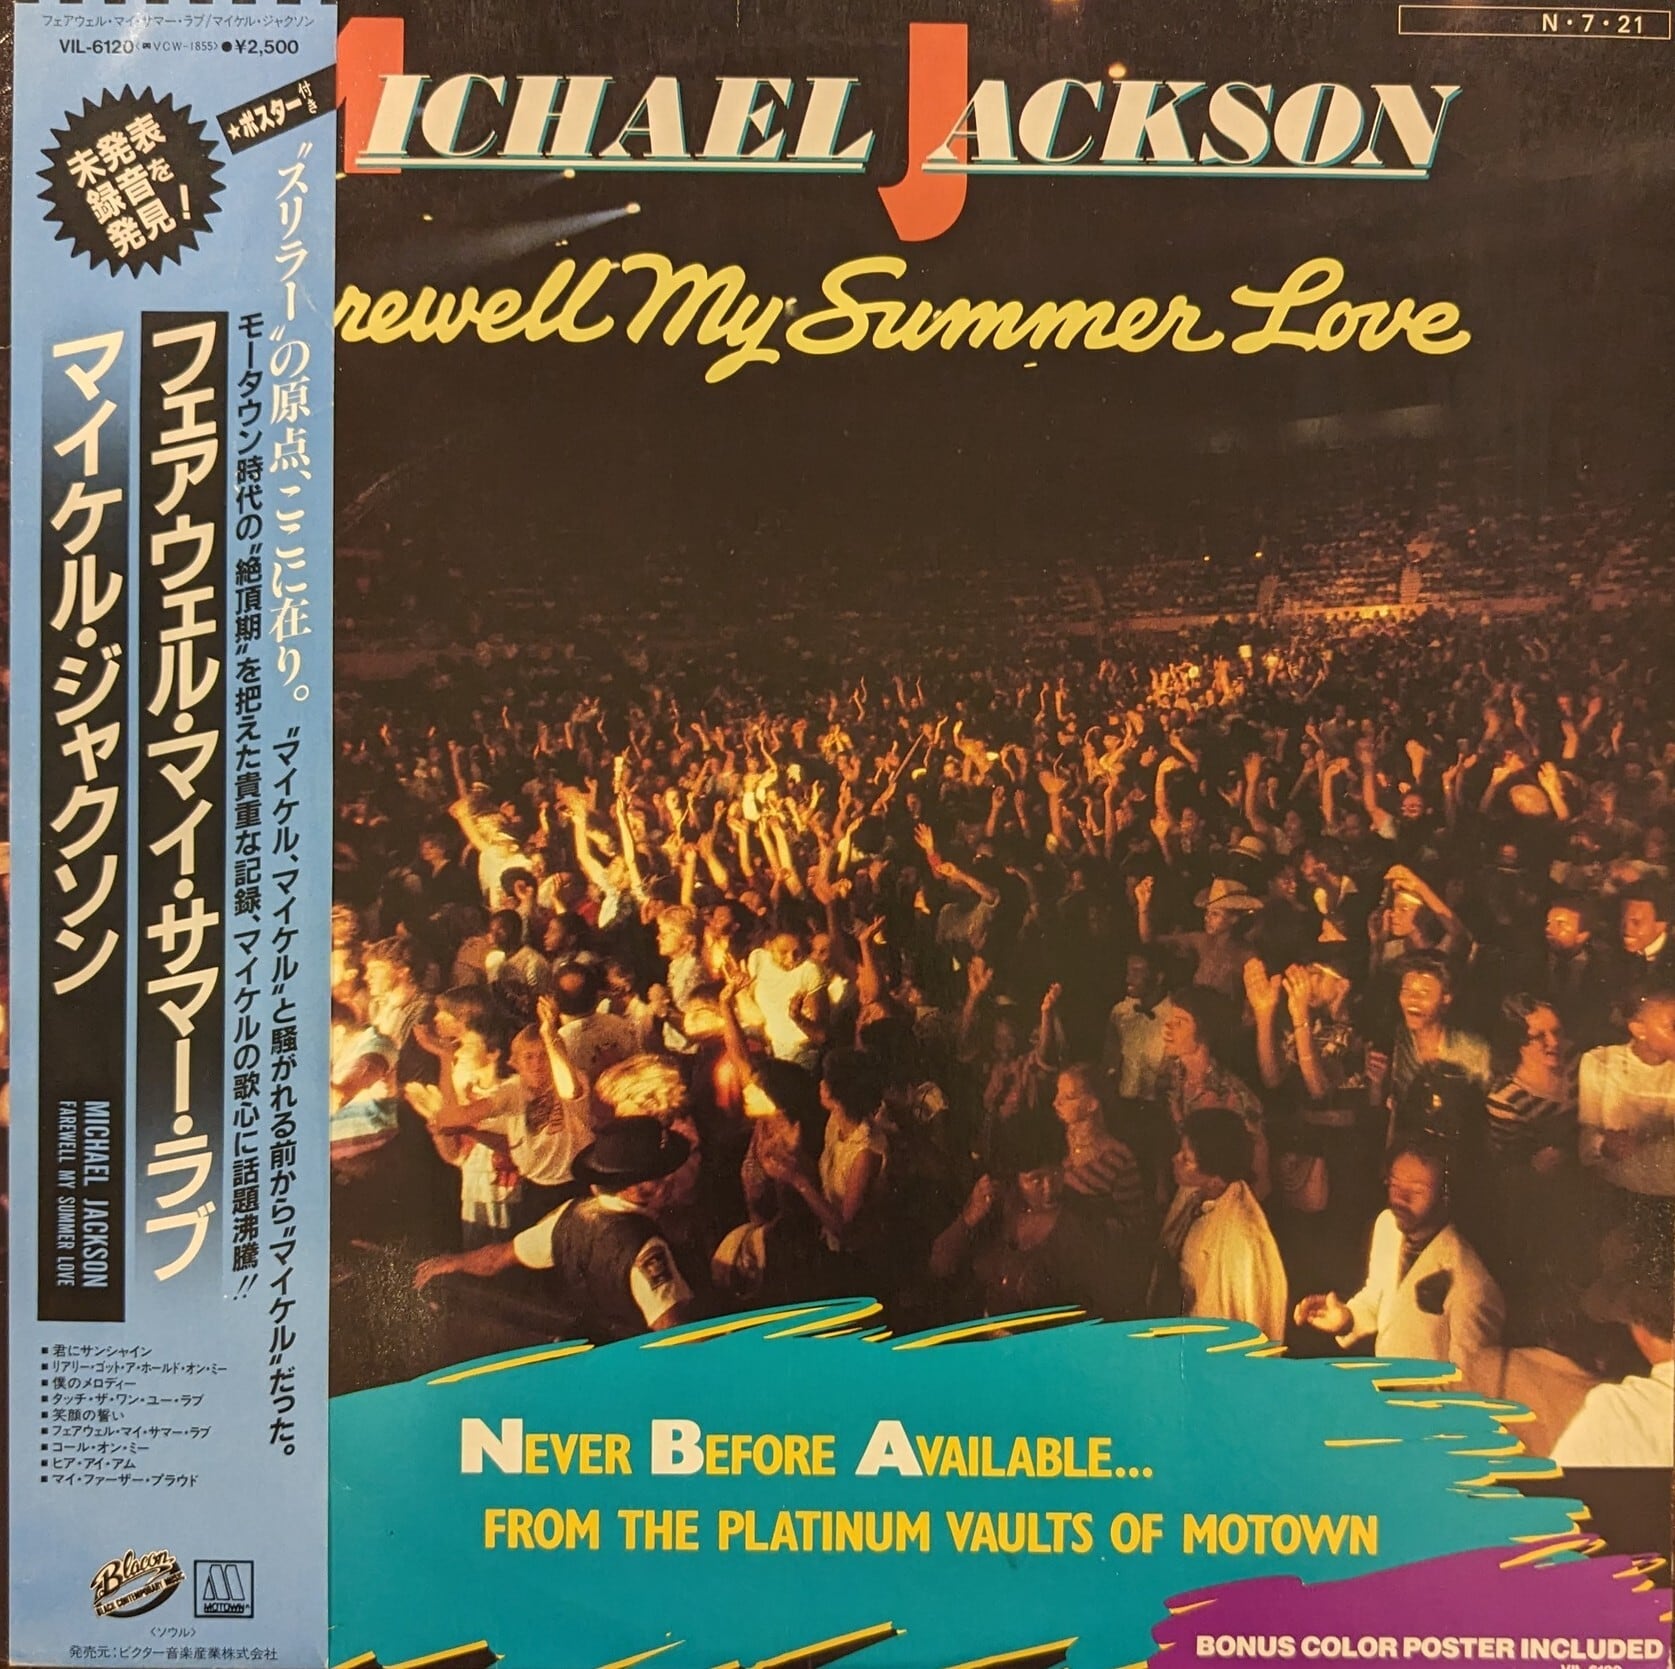 フェアウェル・マイ・サマー・ラブ/マイケル・ジャクソン
VIL-6120
VCW-1855
●¥2,500
★ポスター付き
未発表
録音を
発見!
"スリラー"の原点、ここに在り。
"マイケル、マイケル"と騒がれる前から"マイケル"だった。
モータウン時代の"絶頂期"を把えた貴重な記録、マイケルの歌心に話題沸騰!!
フェアウェル・マイ・サマー・ラブ
マイケル・ジャクソン
MICHAEL JACKSON
FAREWELL MY SUMMER LOVE
■君にサンシャイン
■リアリー・ゴット・ア・ホールド・オン・ミー
■僕のメロディー
■タッチ・ザ・ワン・ユー・ラブ
■笑顔の誓い
■フェアウェル・マイ・サマー・ラブ
■コール・オン・ミー
■ヒア・アイ・アム
■マイ・ファーザー・プラウド
Blacon
BLACK CONTEMPORARY MUSIC
MOTOWN
〈ソウル〉
発売元:ビクター音楽産業株式会社
N・7・21
MICHAEL JACKSON
rewell My Summer Love
NEVER BEFORE AVAILABLE...
FROM THE PLATINUM VAULTS OF MOTOWN
BONUS COLOR POSTER INCLUDED
VIL-6120